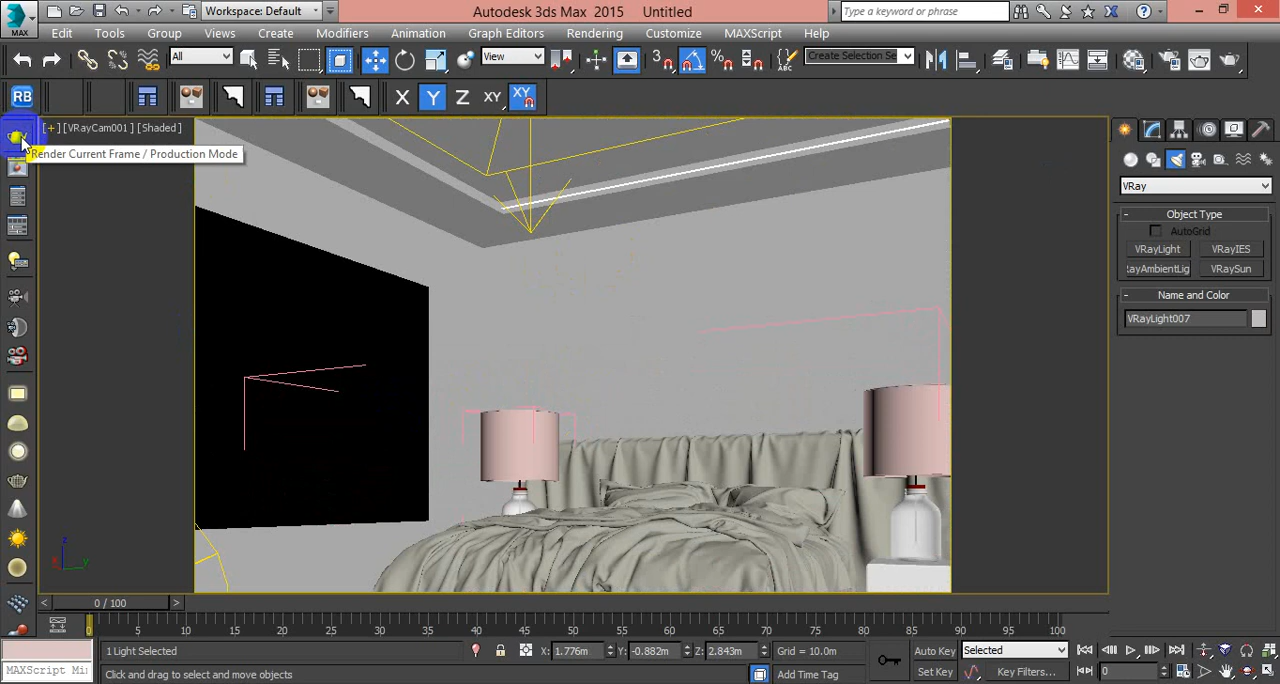 Workspace: Default
Autodesk 3ds Max 2015 Untitled
Type a keyword or phrase
MAX
Edit Tools Group Views Create Modifiers Animation Graph Editors Rendering Customize MAXScript Help
All
View
3
Create Selection Se
RB
X Y Z XY XY
[+] [VRayCam001] [Shaded]
Render Current Frame / Production Mode
VRay
- Object Type
AutoGrid
VRayLight VRayIES
RayAmbientLig VRaySun
- Name and Color
VRayLight007
z
y
< 0 / 100 >
0 5 10 15 20 25 30 35 40 45 50 55 60 65 70 75 80 85 90 95 100
1 Light Selected
X: 1.776m Y: -0.882m Z: 2.843m Grid = 10.0m
Auto Key Selected
MAXScript Mi
Click and drag to select and move objects
Add Time Tag
Set Key Key Filters... 0